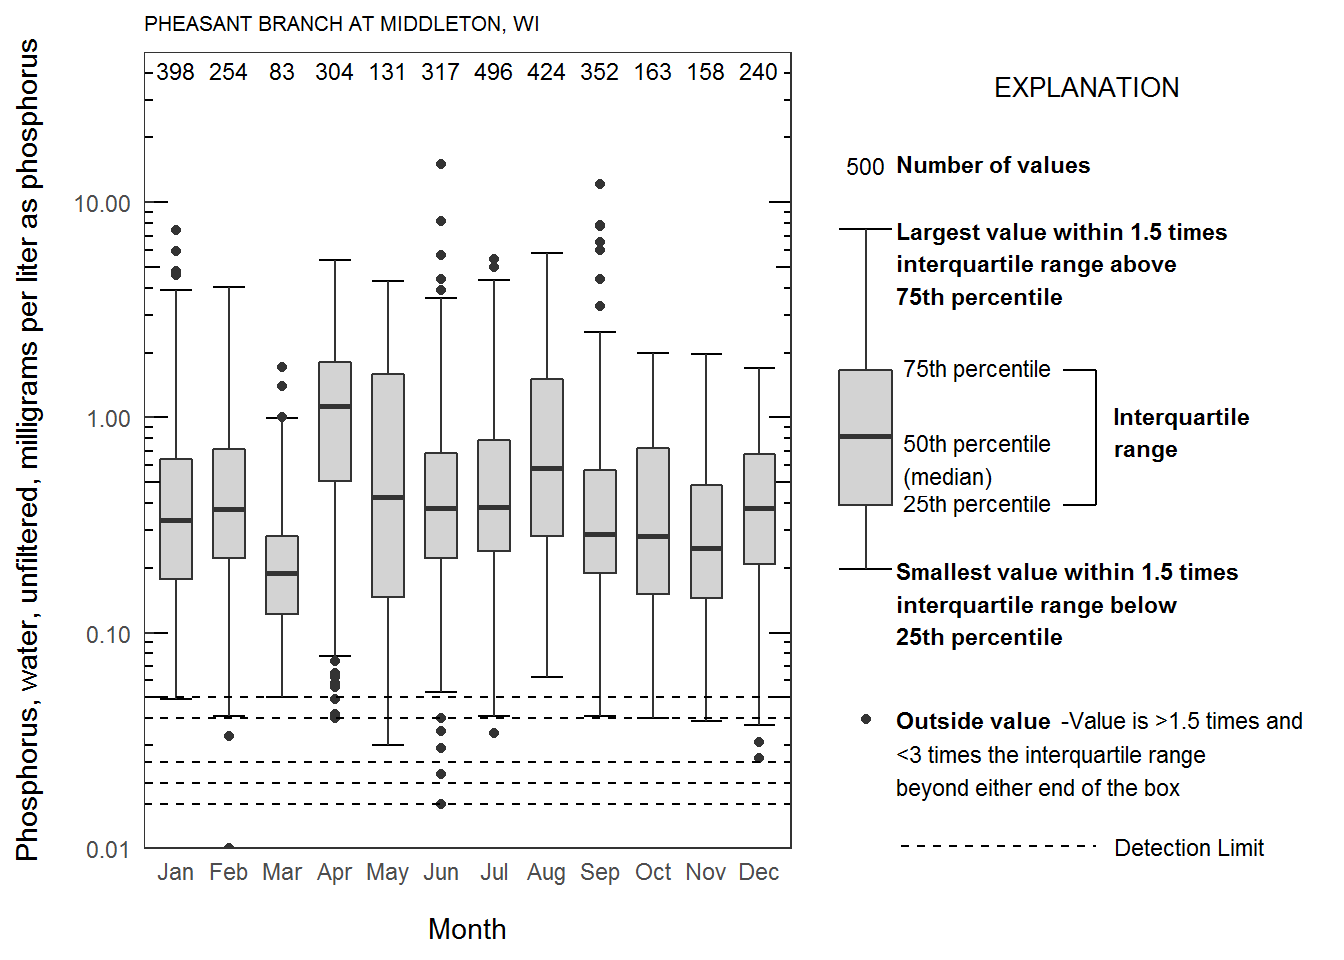 PHEASANT BRANCH AT MIDDLETON, WI
Phosphorus, water, unfiltered, milligrams per liter as phosphorus
398 254 83 304 131 317 496 424 352 163 158 240
10.00
1.00
0.10
0.01
Jan Feb Mar Apr May Jun Jul Aug Sep Oct Nov Dec
Month
EXPLANATION
500 Number of values
Largest value within 1.5 times
interquartile range above
75th percentile
75th percentile
50th percentile
(median)
25th percentile
Interquartile
range
Smallest value within 1.5 times
interquartile range below
25th percentile
Outside value -Value is >1.5 times and
<3 times the interquartile range
beyond either end of the box
Detection Limit